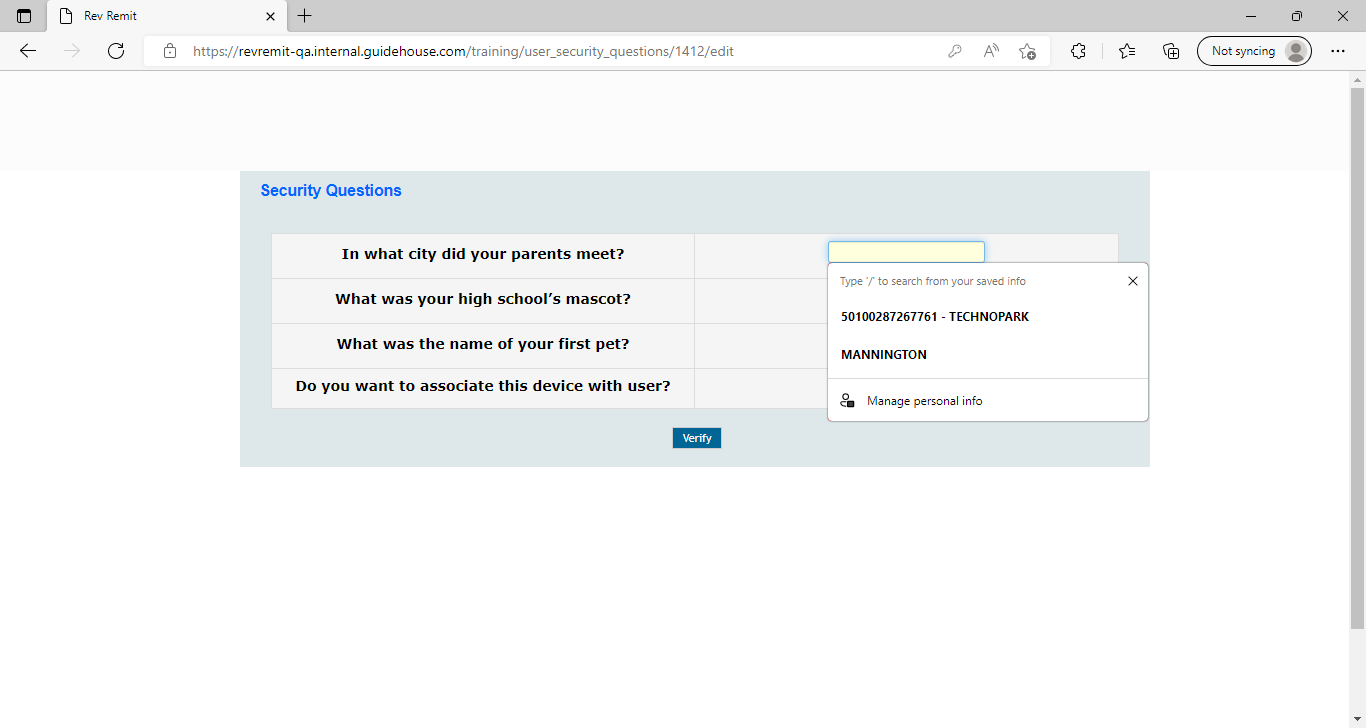 Rev Remit
https://revremit-qa.internal.guidehouse.com/training/user_security_questions/1412/edit
Not syncing
Security Questions
In what city did your parents meet?
Type '/' to search from your saved info
What was your high school’s mascot?
50100287267761 - TECHNOPARK
What was the name of your first pet?
MANNINGTON
Do you want to associate this device with user?
Manage personal info
Verify